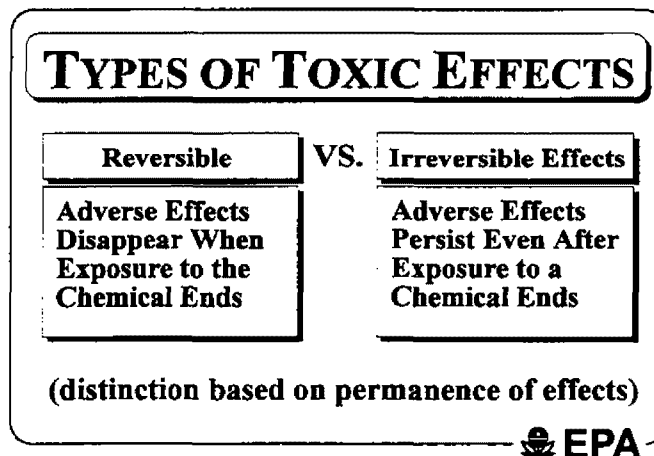 TYPES OF TOXIC EFFECTS
Reversible VS. Irreversible Effects
Adverse Effects
Disappear When
Exposure to the
Chemical Ends
Adverse Effects
Persist Even After
Exposure to a
Chemical Ends
(distinction based on permanence of effects)
EPA